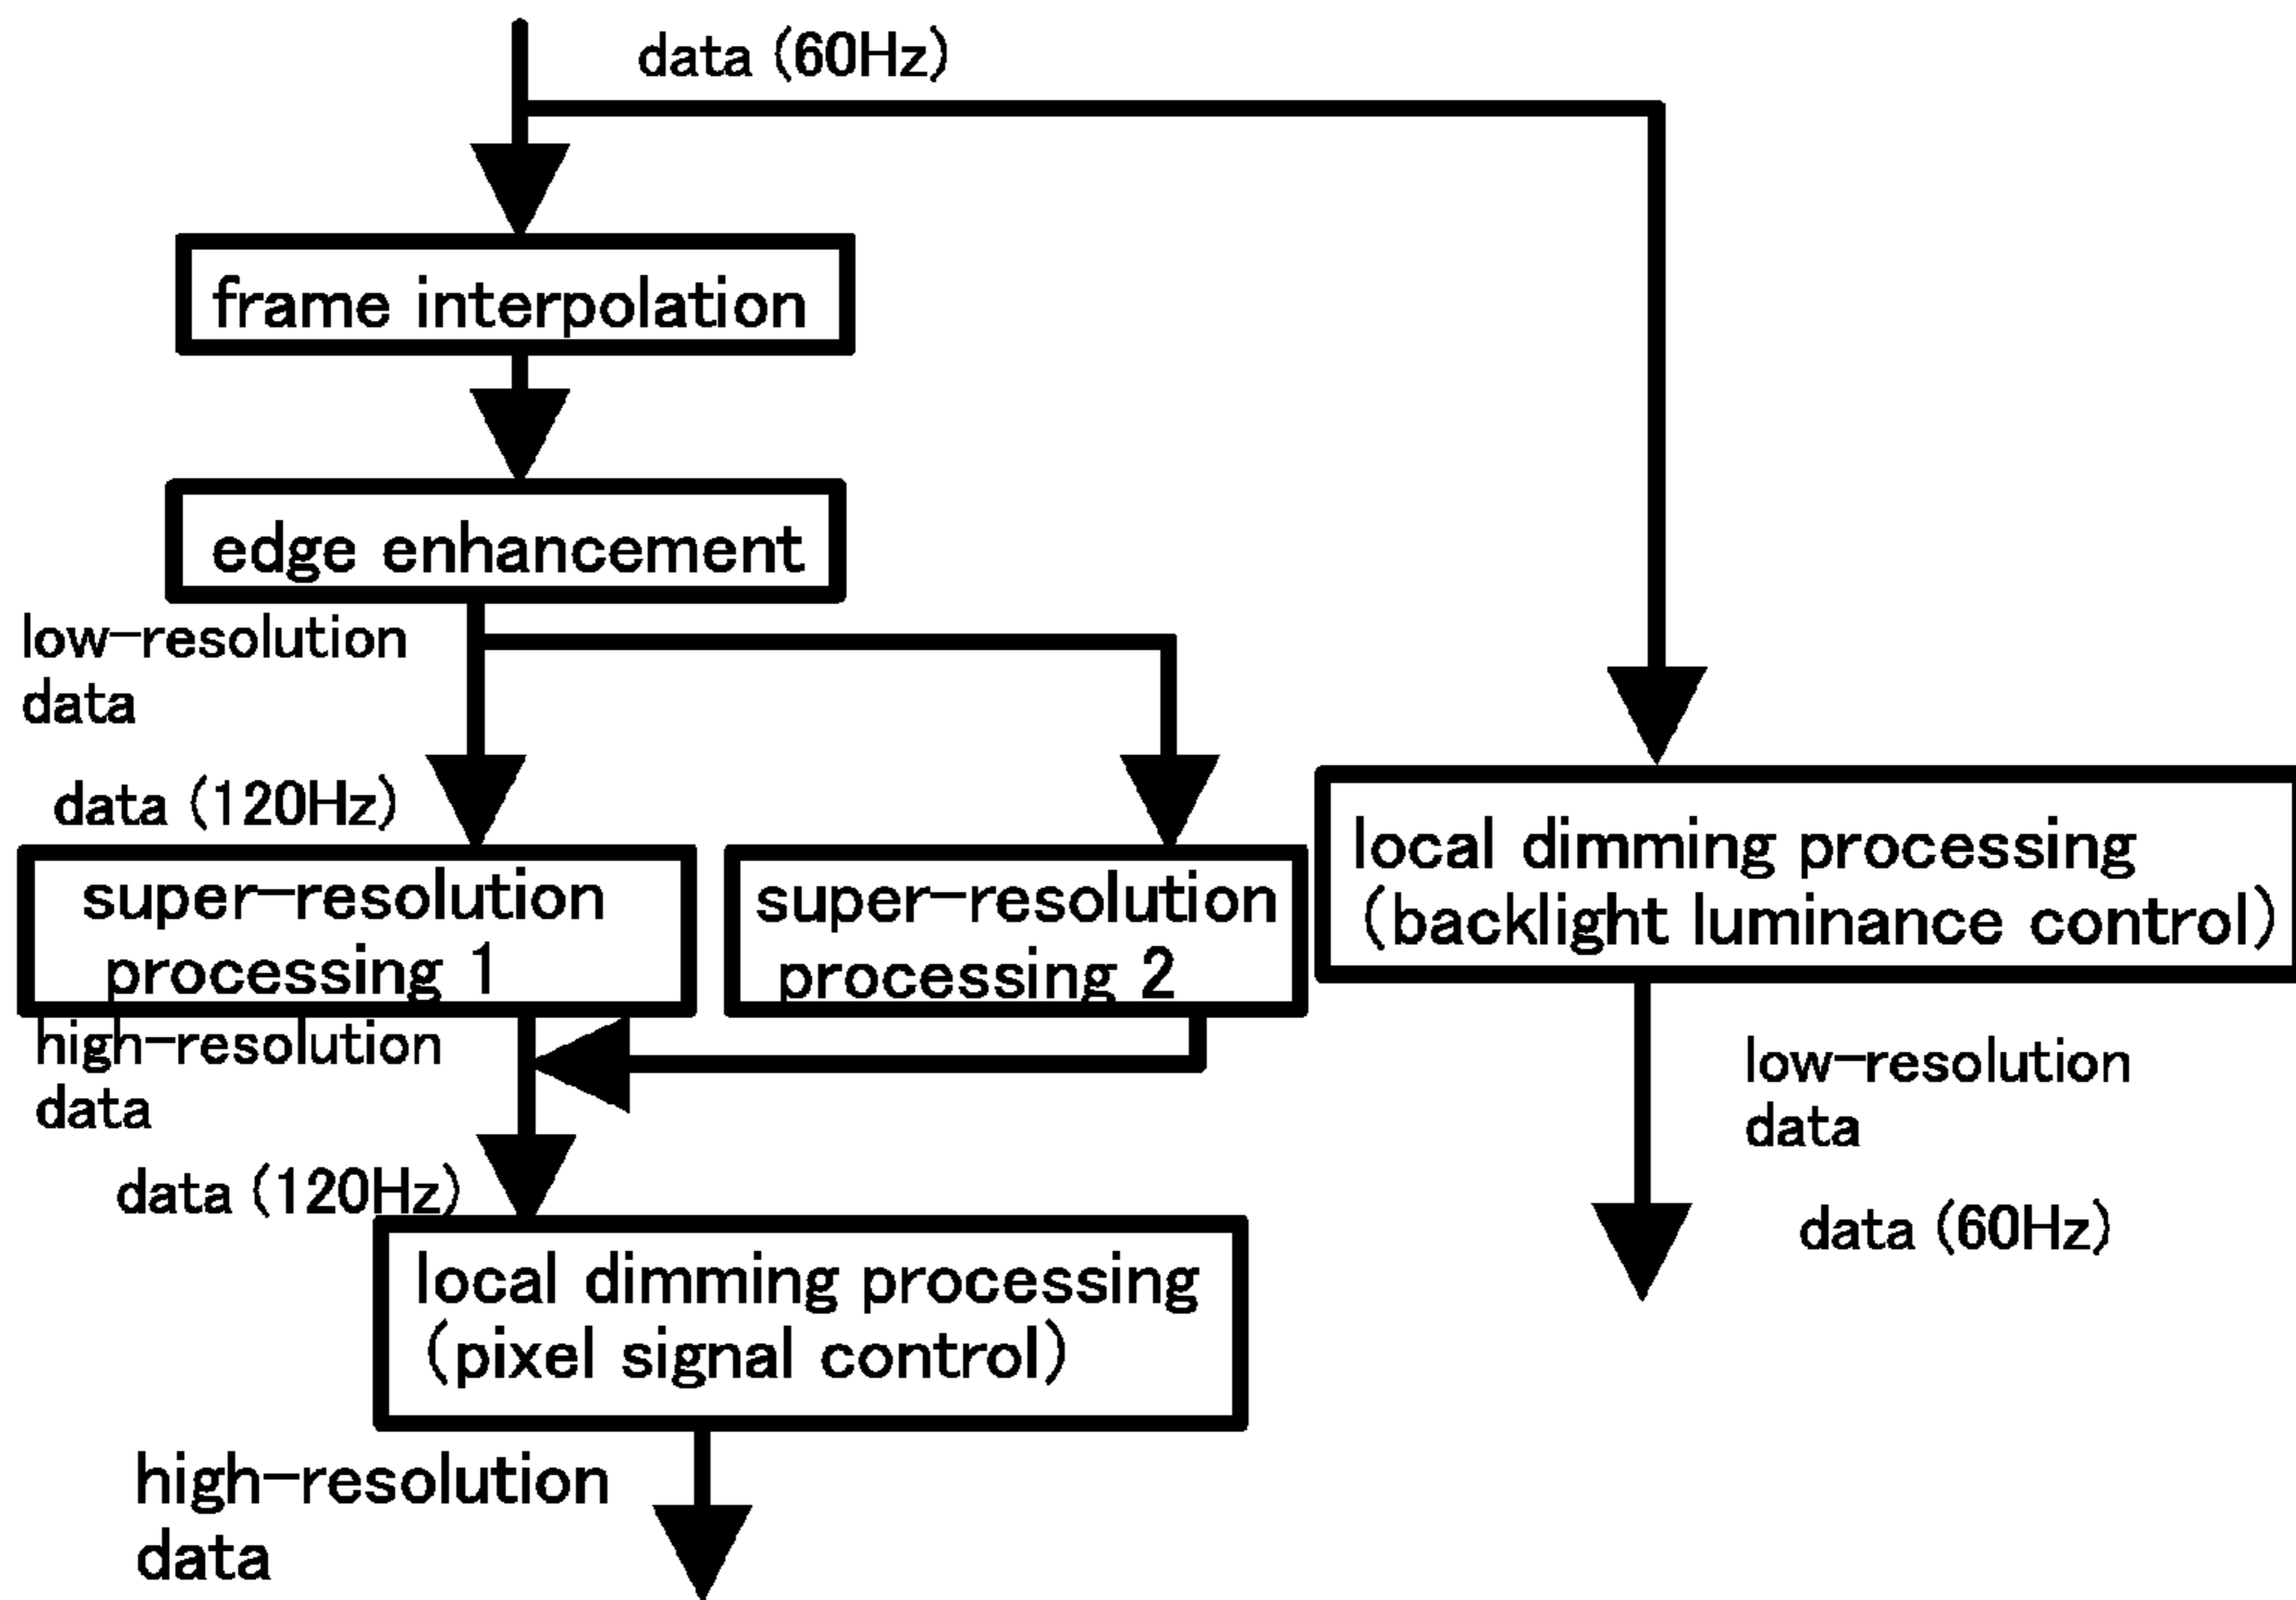 data (60Hz)
frame interpolation
edge enhancement
low-resolution
data
data (120Hz)
super-resolution
processing 1
super-resolution
processing 2
local dimming processing
(backlight luminance control)
high-resolution
data
data (120Hz)
low-resolution
data
data (60Hz)
local dimming processing
(pixel signal control)
high-resolution
data